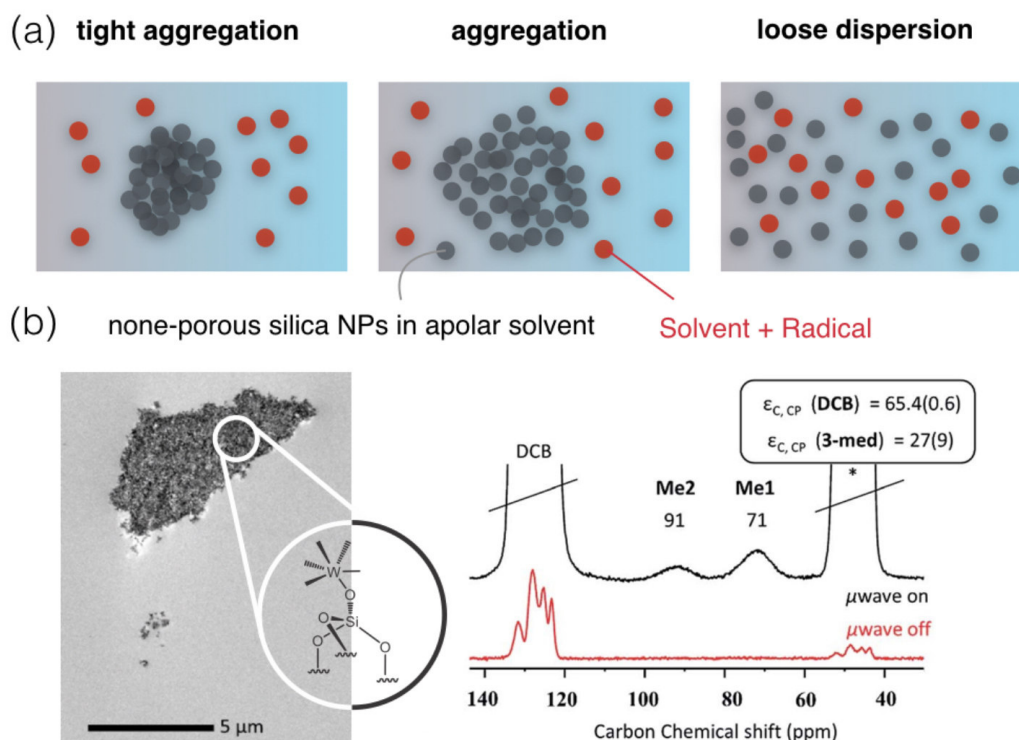 (a)
tight aggregation
aggregation
loose dispersion
none-porous silica NPs in apolar solvent
Solvent + Radical
(b)
W
O
O Si
O
O
5 μm
DCB
Me2
91
Me1
71
ε C, CP (DCB) = 65.4(0.6)
ε C, CP (3-med) = 27(9)
*
μwave on
μwave off
140 120 100 80 60 40
Carbon Chemical shift (ppm)